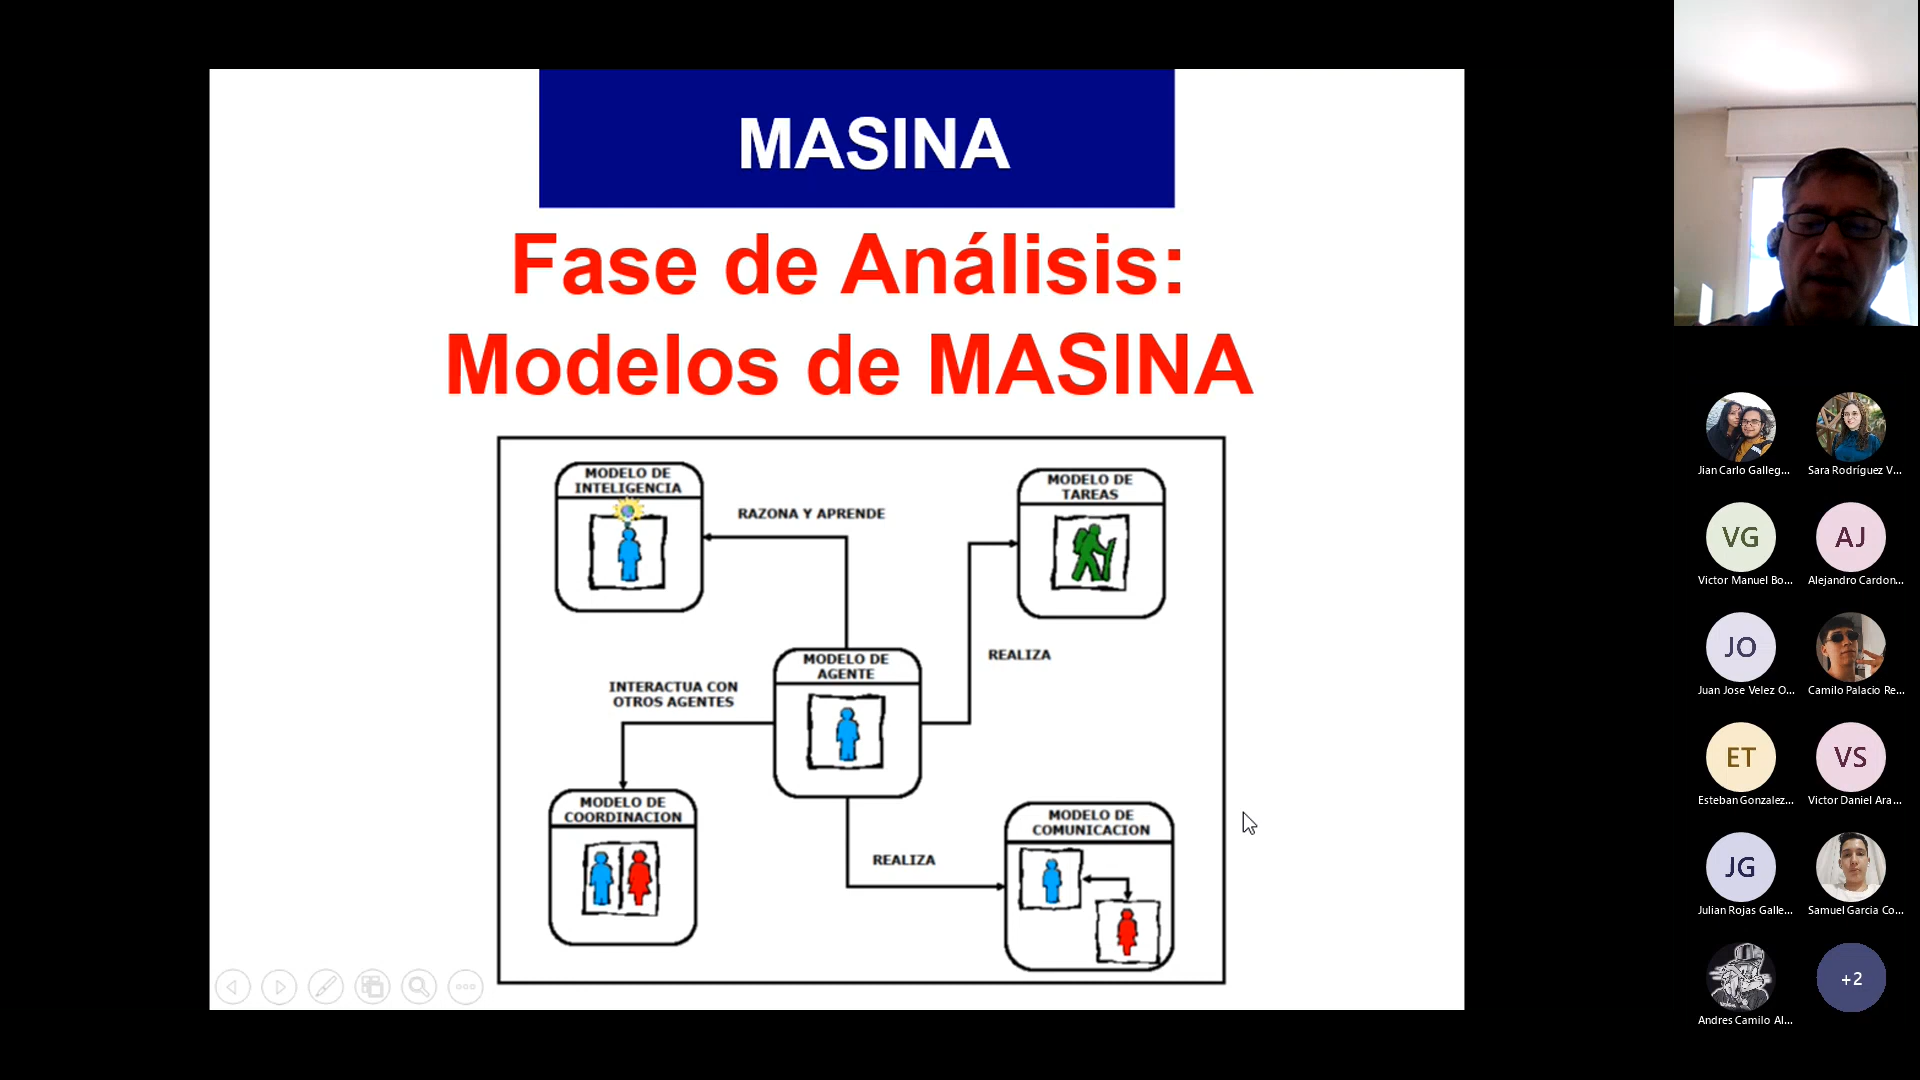 MASINA
Fase de Análisis:
Modelos de MASINA
MODELO DE
INTELIGENCIA
RAZONA Y APRENDE
MODELO DE
TAREAS
REALIZA
MODELO DE
AGENTE
INTERACTUA CON
OTROS AGENTES
MODELO DE
COORDINACION
REALIZA
MODELO DE
COMUNICACION
Jian Carlo Galleg...
Sara Rodríguez V...
VG
AJ
Victor Manuel Bo...
Alejandro Cardon...
JO
Juan Jose Velez O...
Camilo Palacio Re...
ET
VS
Esteban Gonzalez...
Victor Daniel Ara...
JG
Julian Rojas Galle...
Samuel Garcia Co...
+2
Andres Camilo Al...